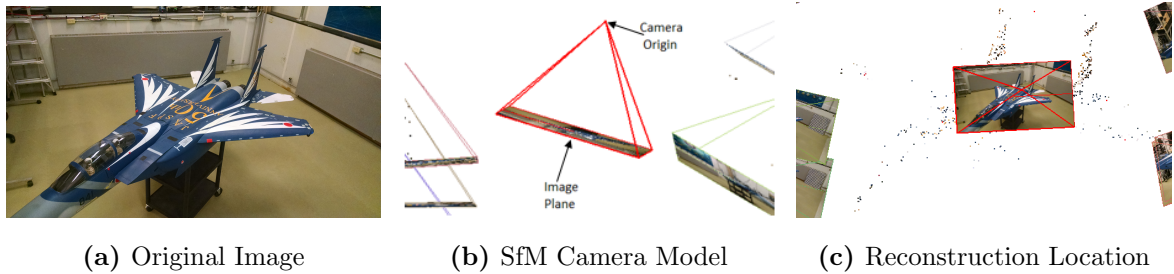 Camera
Origin
Image
Plane
(a) Original Image
(b) SfM Camera Model
(c) Reconstruction Location